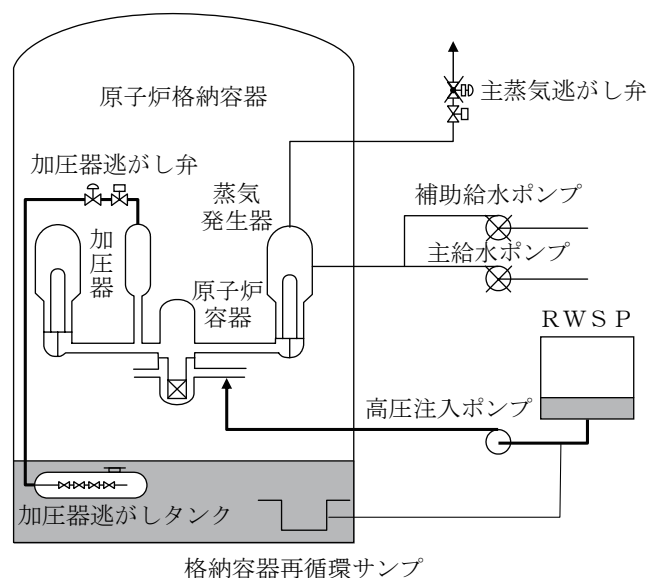 原子炉格納容器
主蒸気逃がし弁
加圧器逃がし弁
蒸気
発生器
補助給水ポンプ
主給水ポンプ
加
圧
器
原子炉
容器
ＲＷＳＰ
高圧注入ポンプ
加圧器逃がしタンク
格納容器再循環サンプ